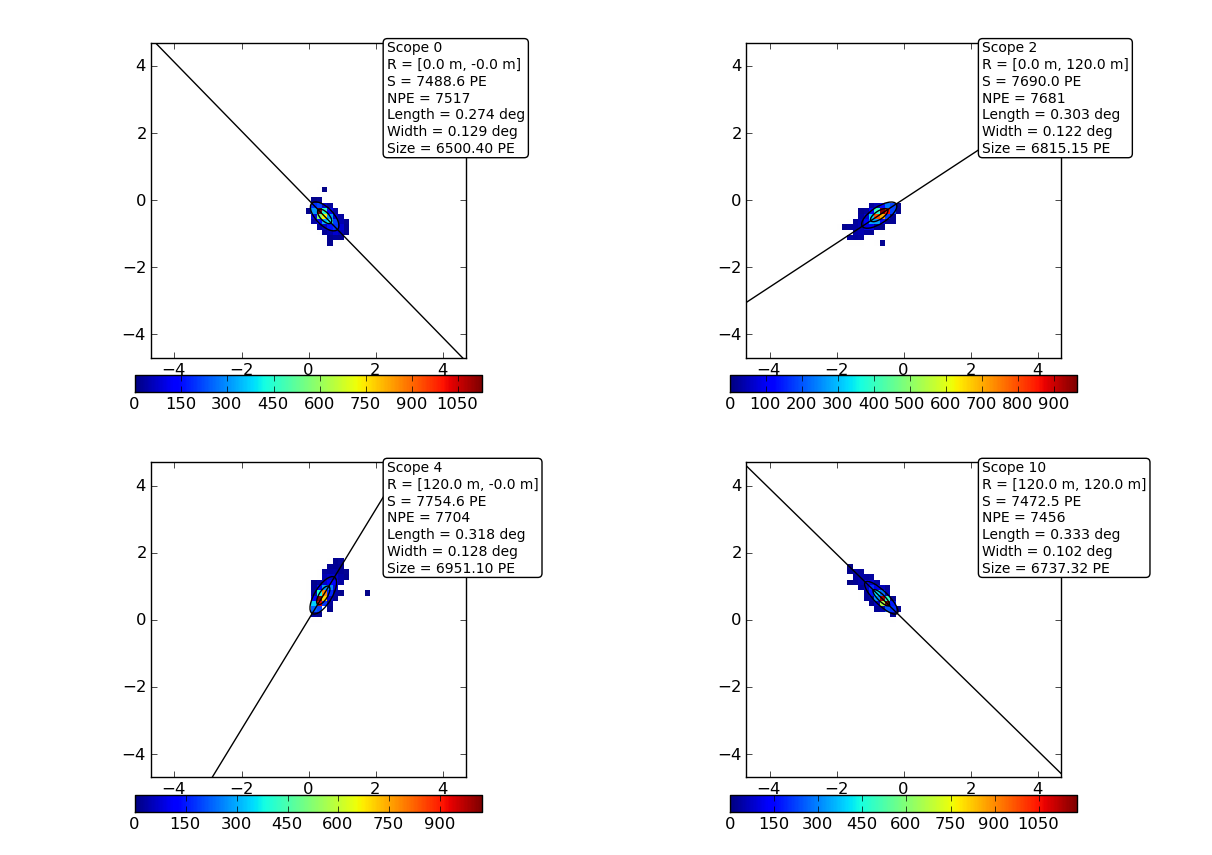 Scope 0
R = [0.0 m, -0.0 m]
S = 7488.6 PE
NPE = 7517
Length = 0.274 deg
Width = 0.129 deg
Size = 6500.40 PE
4
2
0
−2
−4
−4 −2 0 2 4
0 150 300 450 600 750 900 1050
Scope 2
R = [0.0 m, 120.0 m]
S = 7690.0 PE
NPE = 7681
Length = 0.303 deg
Width = 0.122 deg
Size = 6815.15 PE
4
2
0
−2
−4
−4 −2 0 2 4
0 100 200 300 400 500 600 700 800 900
Scope 4
R = [120.0 m, -0.0 m]
S = 7754.6 PE
NPE = 7704
Length = 0.318 deg
Width = 0.128 deg
Size = 6951.10 PE
4
2
0
−2
−4
−4 −2 0 2 4
0 150 300 450 600 750 900
Scope 10
R = [120.0 m, 120.0 m]
S = 7472.5 PE
NPE = 7456
Length = 0.333 deg
Width = 0.102 deg
Size = 6737.32 PE
4
2
0
−2
−4
−4 −2 0 2 4
0 150 300 450 600 750 900 1050